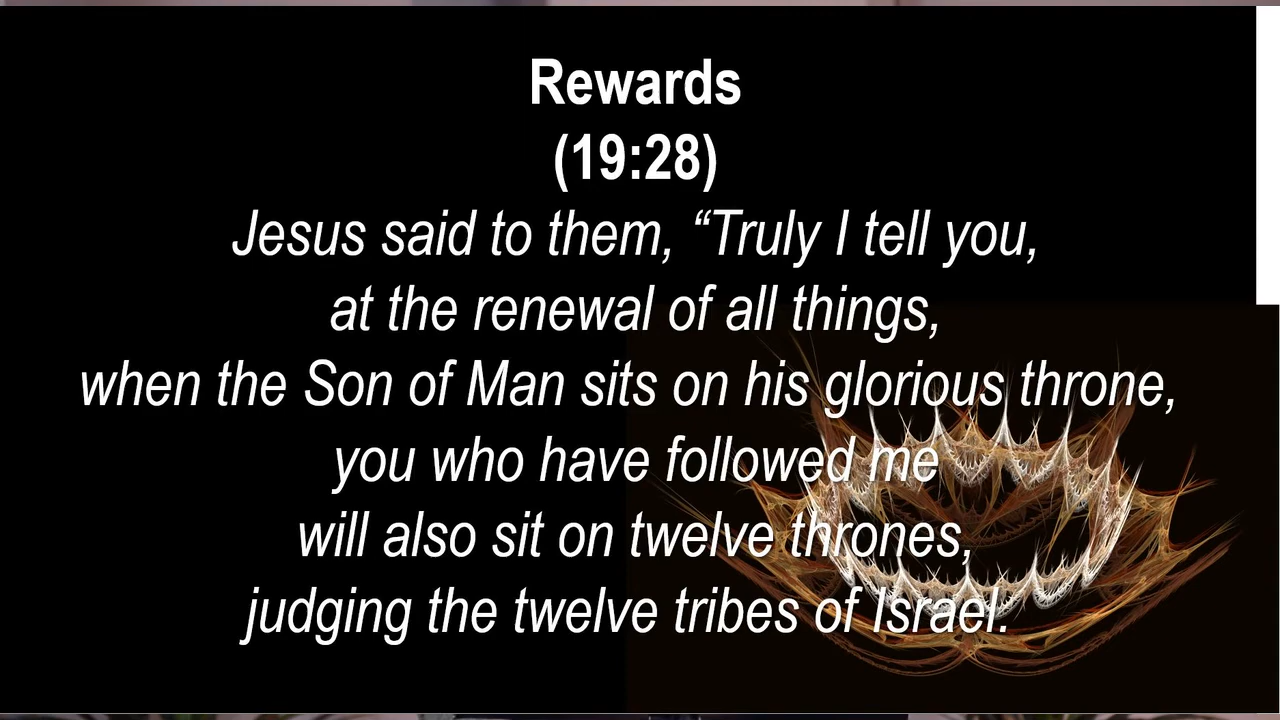 Rewards
(19:28)
Jesus said to them, “Truly I tell you,
at the renewal of all things,
when the Son of Man sits on his glorious throne,
you who have followed me
will also sit on twelve thrones,
judging the twelve tribes of Israel.